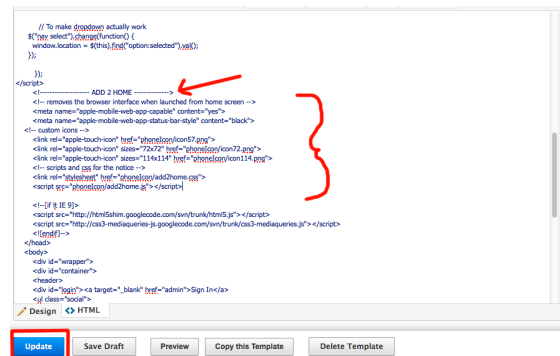 // To make dropdown actually work
$("nav select").change(function() {
window.location = $(this).find("option:selected").val();
});
});
</script>
<!-------------------- ADD 2 HOME -------------->
<!-- removes the browser interface when launched from home screen -->
<meta name="apple-mobile-web-app-capable" content="yes">
<meta name="apple-mobile-web-app-status-bar-style" content="black">
<!-- custom icons -->
<link rel="apple-touch-icon" href="phoneIcon/icon57.png">
<link rel="apple-touch-icon" sizes="72x72" href="phoneIcon/icon72.png">
<link rel="apple-touch-icon" sizes="114x114" href="phoneIcon/icon114.png">
<!-- scripts and css for the notice -->
<link rel="stylesheet" href="phoneIcon/add2home.css">
<script src="phoneIcon/add2home.js"></script>
<!--[if lt IE 9]>
<script src="http://html5shim.googlecode.com/svn/trunk/html5.js"></script>
<script src="http://css3-mediaqueries-js.googlecode.com/svn/trunk/css3-mediaqueries.js"></script>
<![endif]-->
</head>
<body>
<div id="wrapper">
<div id="container">
<header>
<div id="login"><a target="_blank" href="admin">Sign In</a>
<ul class="social">
Design <> HTML
Update Save Draft Preview Copy this Template Delete Template